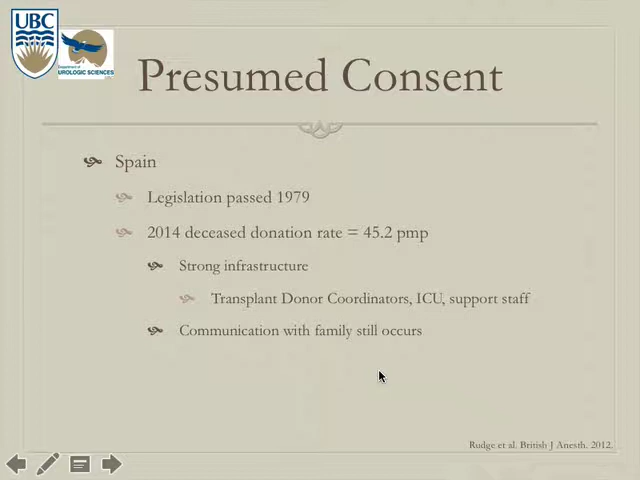 UBC
Department of
UROLOGIC SCIENCES
Presumed Consent
Spain
Legislation passed 1979
2014 deceased donation rate = 45.2 pmp
Strong infrastructure
Transplant Donor Coordinators, ICU, support staff
Communication with family still occurs
Rudge et al. British J Anesth. 2012.